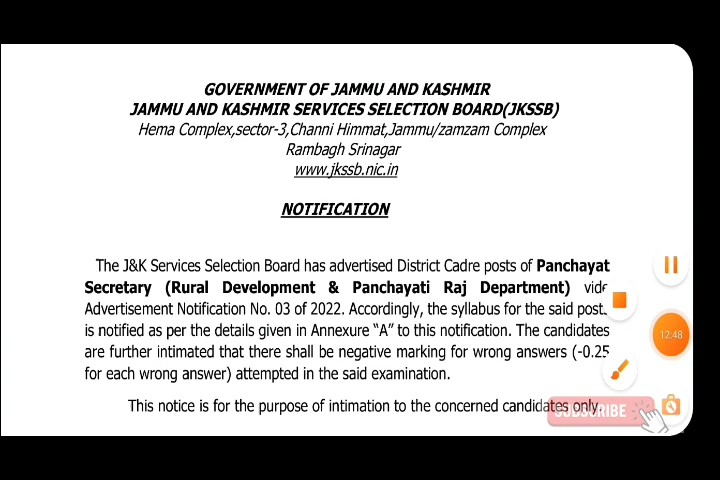 GOVERNMENT OF JAMMU AND KASHMIR
JAMMU AND KASHMIR SERVICES SELECTION BOARD(JKSSB)
Hema Complex,sector-3,Channi Himmat,Jammu/zamzam Complex
Rambagh Srinagar
www.jkssb.nic.in
NOTIFICATION
The J&K Services Selection Board has advertised District Cadre posts of Panchayat
Secretary (Rural Development & Panchayati Raj Department) vide
Advertisement Notification No. 03 of 2022. Accordingly, the syllabus for the said posts
is notified as per the details given in Annexure “A” to this notification. The candidates
are further intimated that there shall be negative marking for wrong answers (-0.25
for each wrong answer) attempted in the said examination.
This notice is for the purpose of intimation to the concerned candidates only.
12:48
SUBSCRIBE